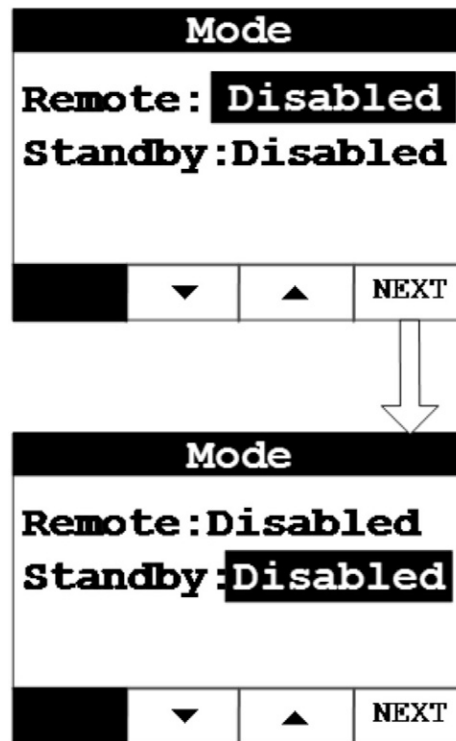 Mode
Remote: Disabled
Standby:Disabled
▼ ▲ NEXT
Mode
Remote:Disabled
Standby:Disabled
▼ ▲ NEXT